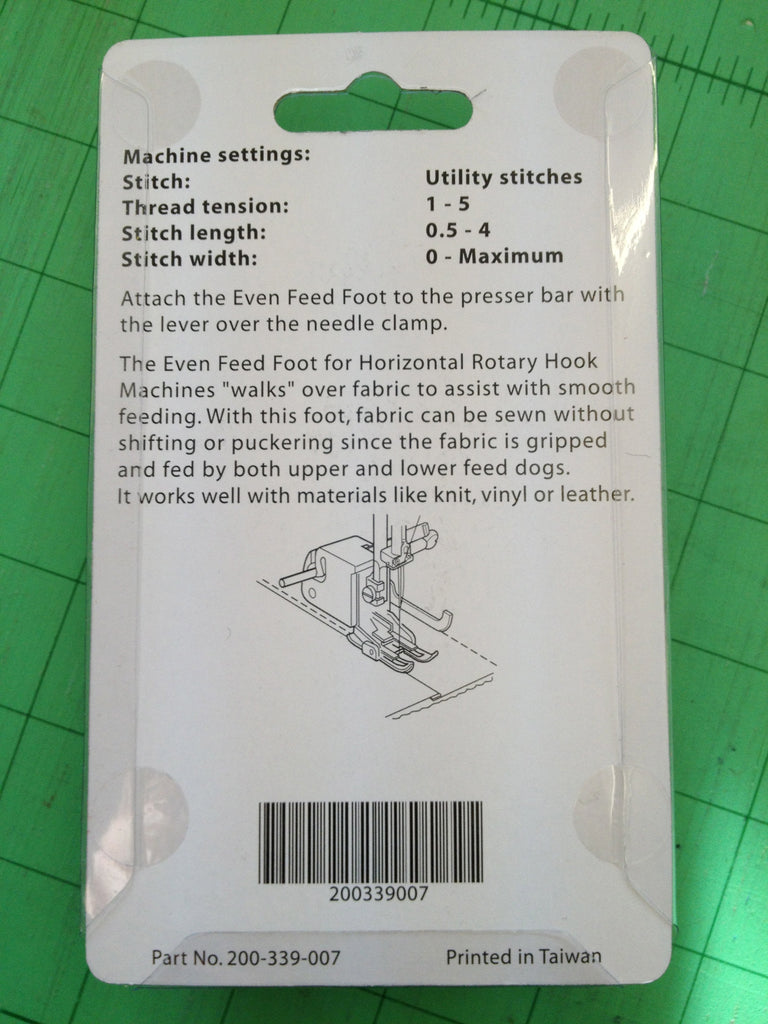 Machine settings:
Stitch: Utility stitches
Thread tension: 1 - 5
Stitch length: 0.5 - 4
Stitch width: 0 - Maximum
Attach the Even Feed Foot to the presser bar with
the lever over the needle clamp.
The Even Feed Foot for Horizontal Rotary Hook
Machines "walks" over fabric to assist with smooth
feeding. With this foot, fabric can be sewn without
shifting or puckering since the fabric is gripped
and fed by both upper and lower feed dogs.
It works well with materials like knit, vinyl or leather.
200339007
Part No. 200-339-007 Printed in Taiwan